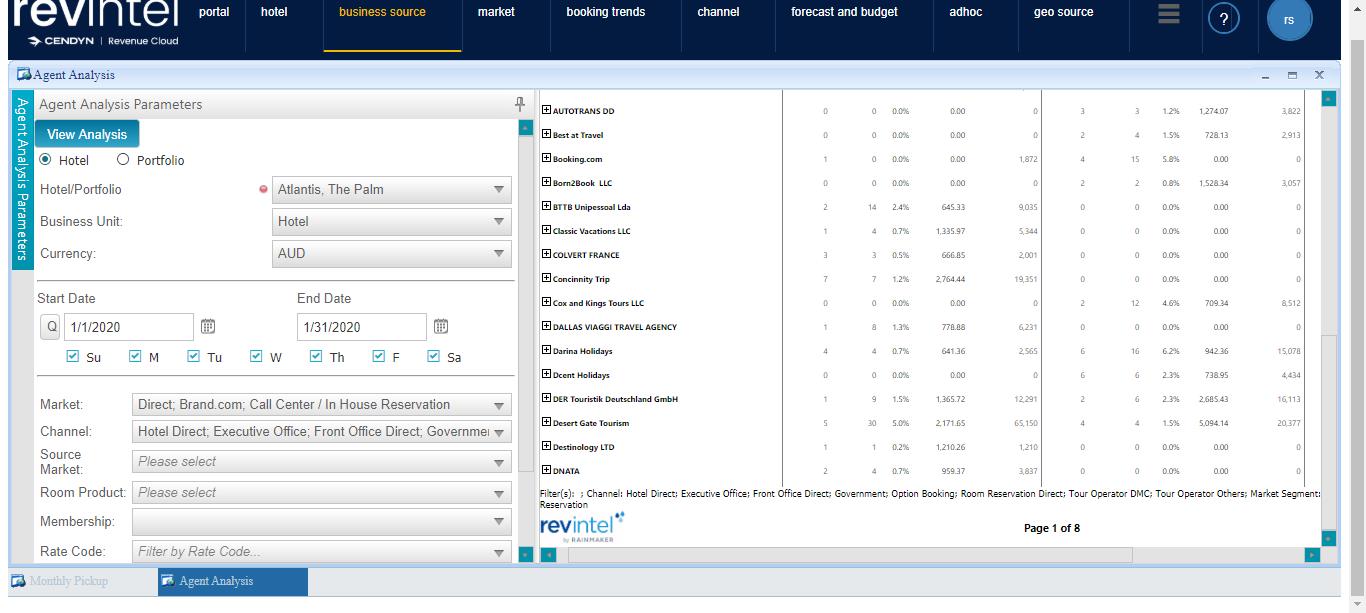 revintel
CENDYN | Revenue Cloud
portal hotel business source market booking trends channel forecast and budget adhoc geo source ? rs
Agent Analysis
Agent Analysis Parameters
Agent Analysis Parameters
View Analysis
Hotel Portfolio
Hotel/Portfolio Atlantis, The Palm
Business Unit: Hotel
Currency: AUD
Start Date End Date
Q 1/1/2020 1/31/2020
Su M Tu W Th F Sa
Market: Direct; Brand.com; Call Center / In House Reservation
Channel: Hotel Direct; Executive Office; Front Office Direct; Governmen
Source Market: Please select
Room Product: Please select
Membership:
Rate Code: Filter by Rate Code...
AUTOTRANS DD 0 0 0.0% 0.00 0 3 3 1.2% 1,274.07 3,822
Best at Travel 0 0 0.0% 0.00 0 2 4 1.5% 728.13 2,913
Booking.com 1 0 0.0% 0.00 1,872 4 15 5.8% 0.00 0
Born2Book LLC 0 0 0.0% 0.00 0 2 2 0.8% 1,528.34 3,057
BTTB Unipessoal Lda 2 14 2.4% 645.33 9,035 0 0 0.0% 0.00 0
Classic Vacations LLC 1 4 0.7% 1,335.97 5,344 0 0 0.0% 0.00 0
COLVERT FRANCE 3 3 0.5% 666.85 2,001 0 0 0.0% 0.00 0
Concinnity Trip 7 7 1.2% 2,764.44 19,351 0 0 0.0% 0.00 0
Cox and Kings Tours LLC 0 0 0.0% 0.00 0 2 12 4.6% 709.34 8,512
DALLAS VIAGGI TRAVEL AGENCY 1 8 1.3% 778.88 6,231 0 0 0.0% 0.00 0
Darina Holidays 4 4 0.7% 641.36 2,565 6 16 6.2% 942.36 15,078
Dcent Holidays 0 0 0.0% 0.00 0 6 6 2.3% 738.95 4,434
DER Touristik Deutschland GmbH 1 9 1.5% 1,365.72 12,291 2 6 2.3% 2,685.43 16,113
Desert Gate Tourism 5 30 5.0% 2,171.65 65,150 4 4 1.5% 5,094.14 20,377
Destinology LTD 1 1 0.2% 1,210.26 1,210 0 0 0.0% 0.00 0
DNATA 2 4 0.7% 959.37 3,837 0 0 0.0% 0.00 0
Filter(s): ; Channel: Hotel Direct; Executive Office; Front Office Direct; Government; Option Booking; Room Reservation Direct; Tour Operator DMC; Tour Operator Others; Market Segment:
Reservation
revintel
by RAINMAKER
Page 1 of 8
Monthly Pickup Agent Analysis